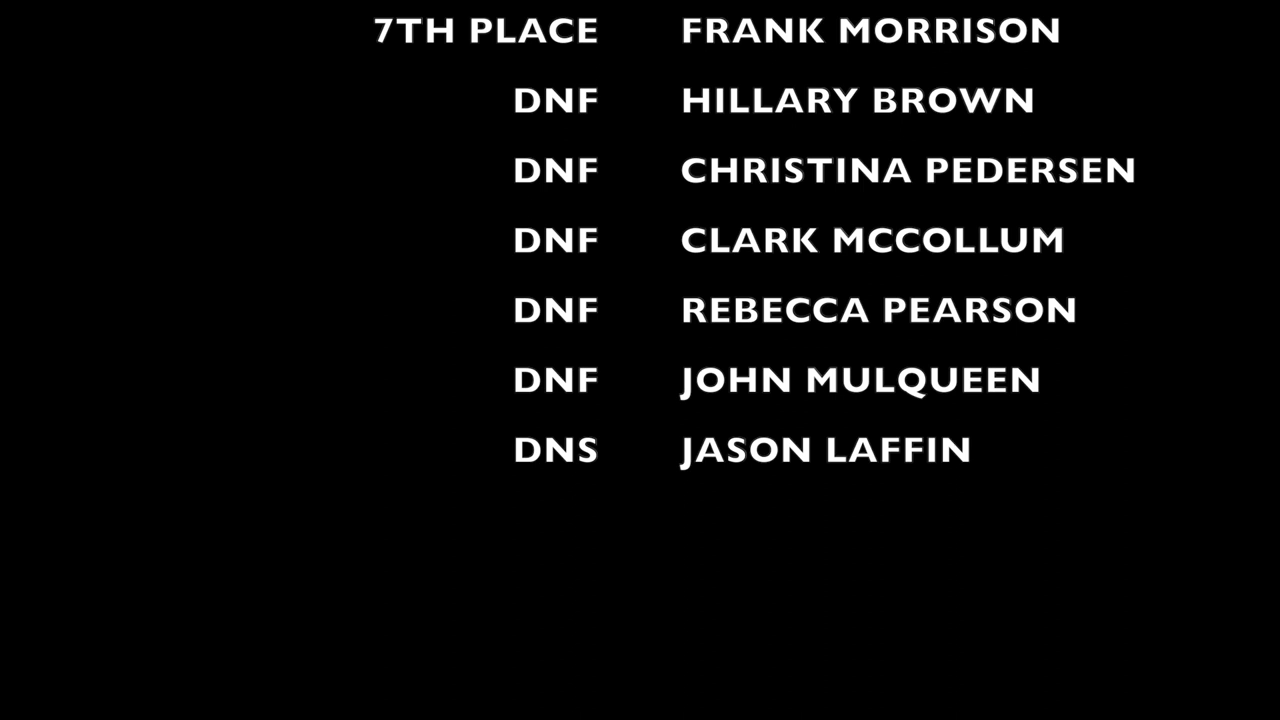 7TH PLACE FRANK MORRISON
DNF HILLARY BROWN
DNF CHRISTINA PEDERSEN
DNF CLARK MCCOLLUM
DNF REBECCA PEARSON
DNF JOHN MULQUEEN
DNS JASON LAFFIN